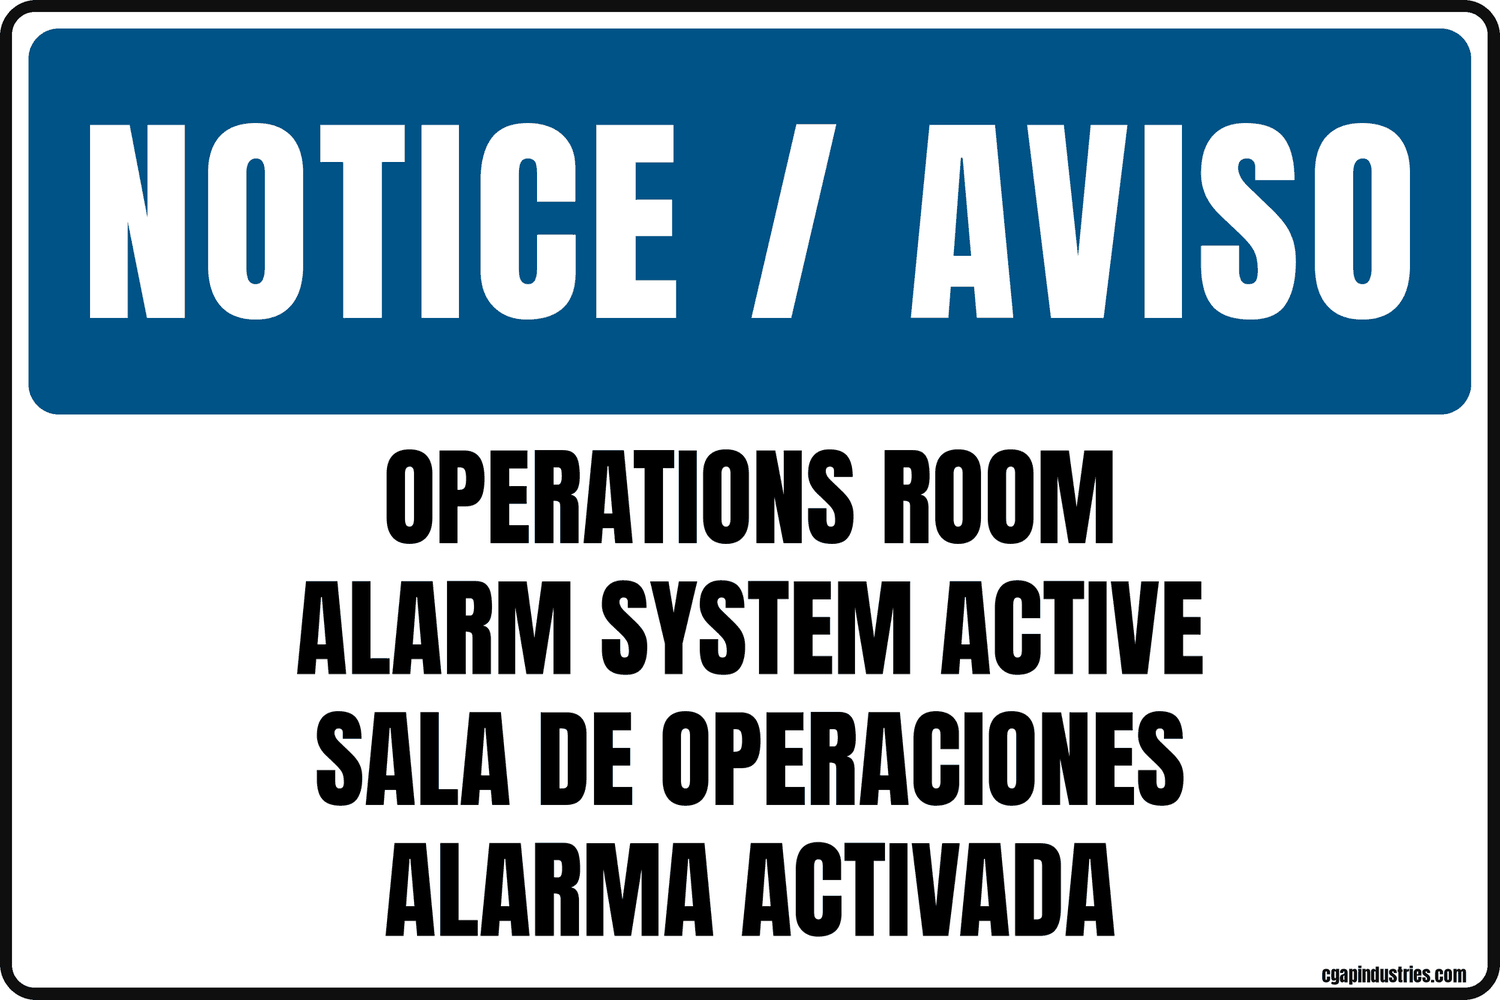 NOTICE / AVISO
OPERATIONS ROOM
ALARM SYSTEM ACTIVE
SALA DE OPERACIONES
ALARMA ACTIVADA
cgapindustries.com